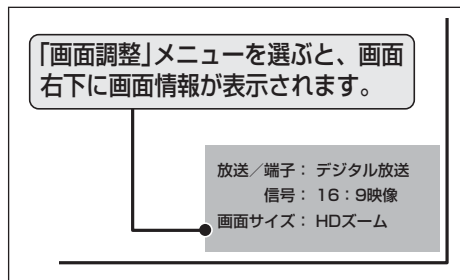 「画面調整」メニューを選ぶと、画面
右下に画面情報が表示されます。
放送／端子： デジタル放送
信号： 16：9映像
画面サイズ： HDズーム